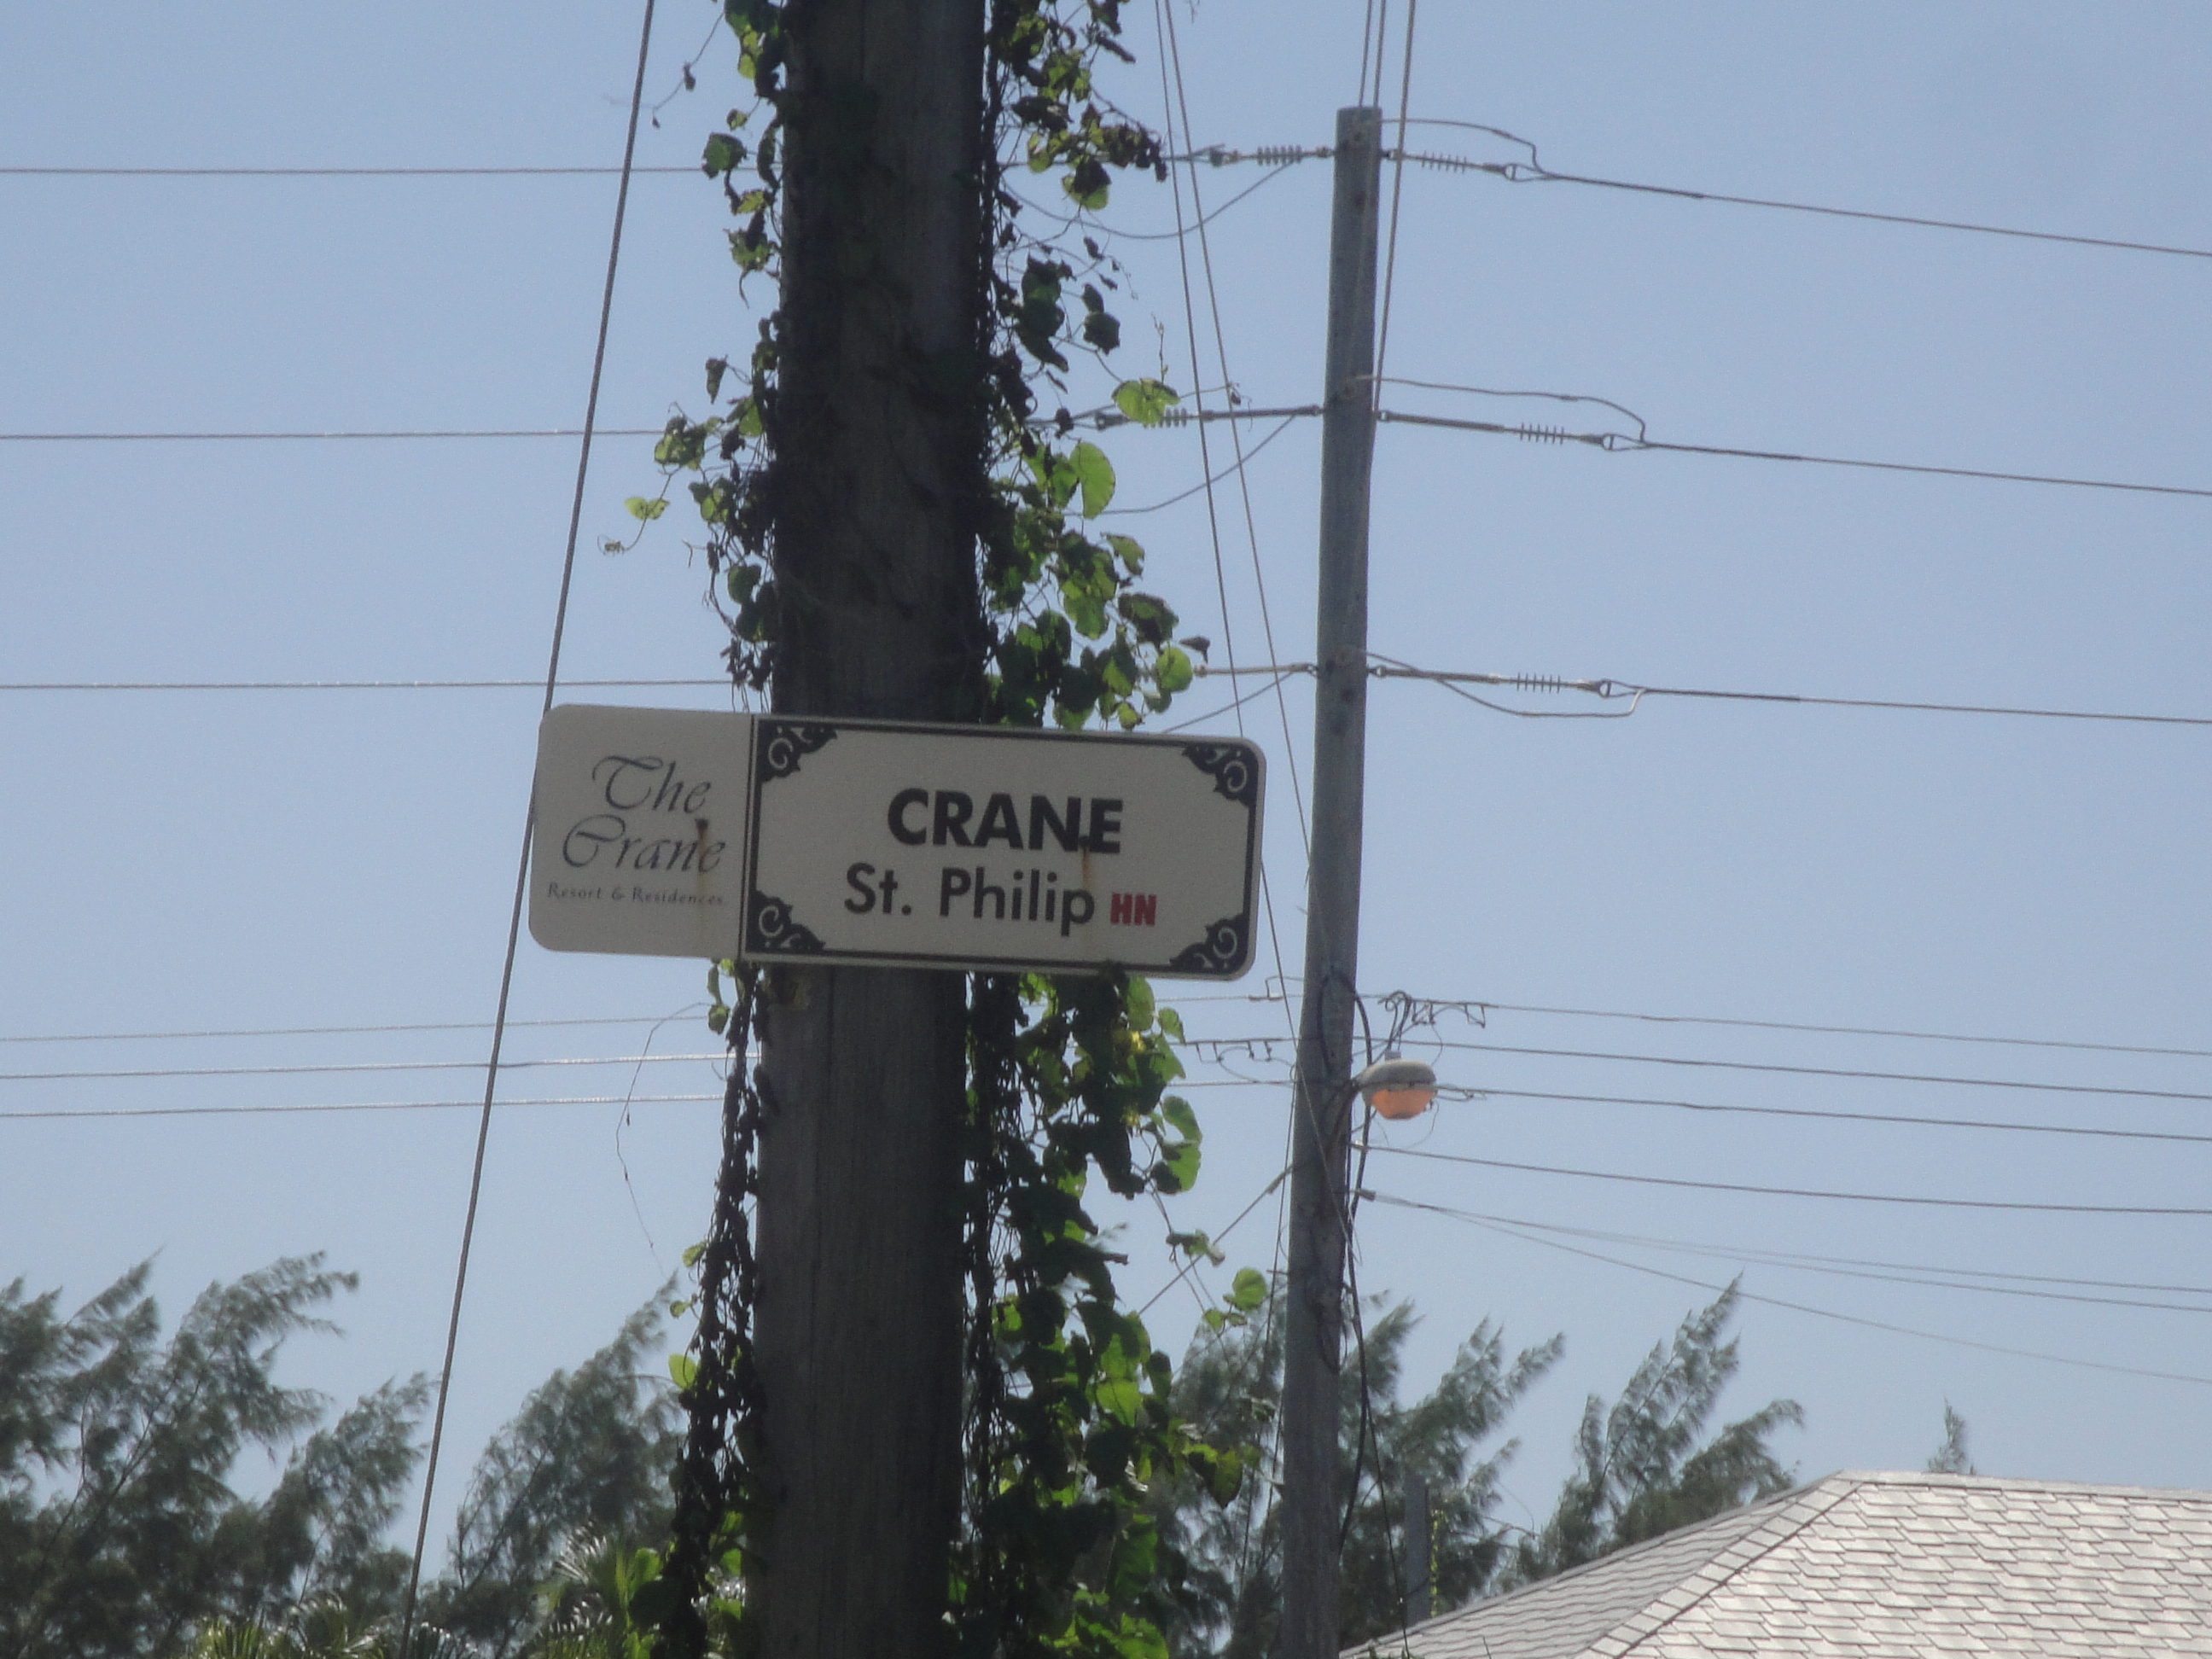 The
Crane
Resort & Residences
CRANE
St. Philip HN